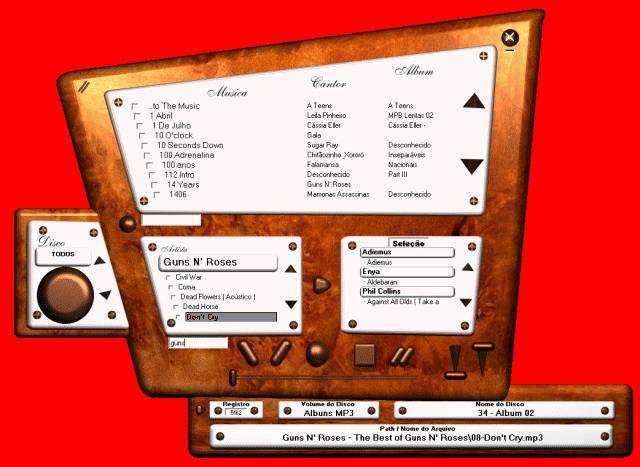 Musica Cantor Album
...to The Music A Teens A Teens
1 Abril Leila Pinheiro MPB Lentas 02
1 De Julho Cássia Eller Cássia Eller -
10 O'clock Gala
10 Seconds Down Sugar Ray Desconhecido
100 Adrenalina Chitãozinho_Xororó Inseparáveis
100 anos Falamansa Nacionais
112 Intro Desconhecido Part III
14 Years Guns N' Roses
1406 Mamonas Assassinas Desconhecido
Disco
TODOS
Artista
Guns N' Roses
Civil War
Coma
Dead Flowers ( Acústico )
Dead Horse
Don't Cry
guns
Seleção
Adiemus
- Adiemus
Enya
- Aldebaran
Phil Collins
- Against All Olds ( Take a
Registro Volume do Disco Nome do Disco
5162 Albuns MP3 34 - Album 02
Path / Nome do Arquivo
Guns N' Roses - The Best of Guns N' Roses\08-Don't Cry.mp3